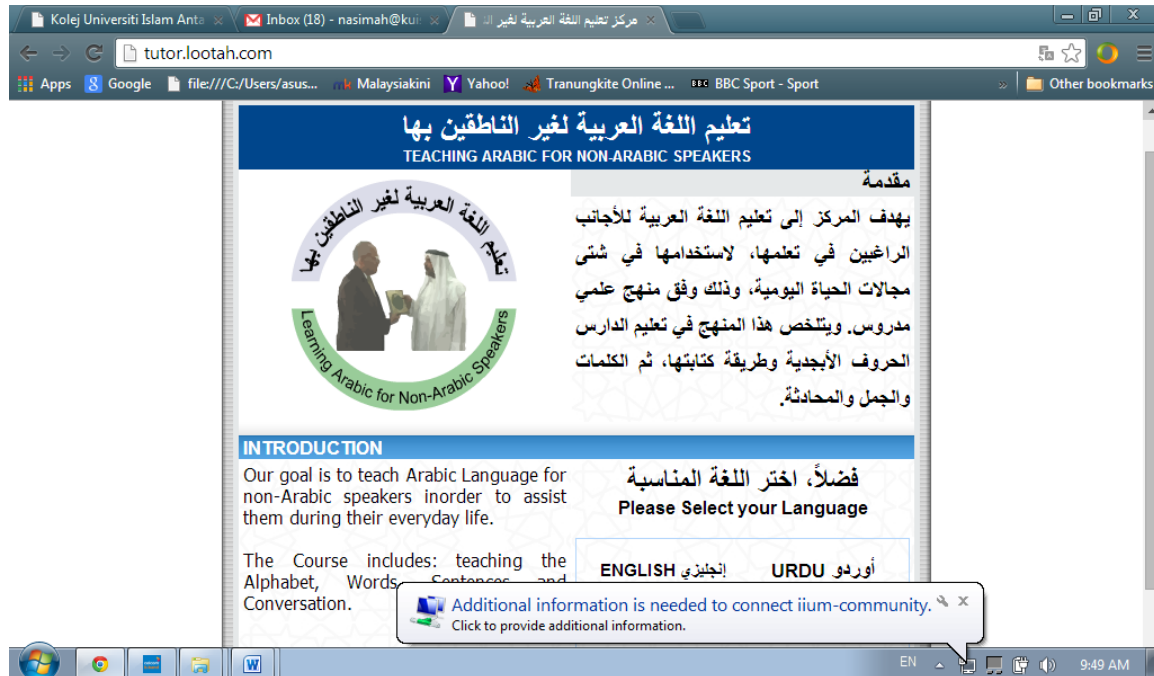 Kolej Universiti Islam Anta
Inbox (18) - nasimah@kuis
مركز تعليم اللغة العربية لغير
tutor.lootah.com
Apps Google file:///C:/Users/asus... Malaysiakini Yahoo! Tranungkite Online ... BBC Sport - Sport » Other bookmarks
تعليم اللغة العربية لغير الناطقين بها
TEACHING ARABIC FOR NON-ARABIC SPEAKERS
تعليم اللغة العربية لغير الناطقين بها
Learning Arabic for Non-Arabic Speakers
مقدمة
يهدف المركز إلى تعليم اللغة العربية للأجانب
الراغبين في تعلمها، لاستخدامها في شتى
مجالات الحياة اليومية، وذلك وفق منهج علمي
مدروس. ويتلخص هذا المنهج في تعليم الدارس
الحروف الأبجدية وطريقة كتابتها، ثم الكلمات
والجمل والمحادثة.
INTRODUCTION
Our goal is to teach Arabic Language for
non-Arabic speakers inorder to assist
them during their everyday life.
The Course includes: teaching the
Alphabet, Words, Sentences and
Conversation.
فضلاً، اختر اللغة المناسبة
Please Select your Language
ENGLISH إنجليزي URDU أوردو
Additional information is needed to connect iium-community.
Click to provide additional information.
EN 9:49 AM